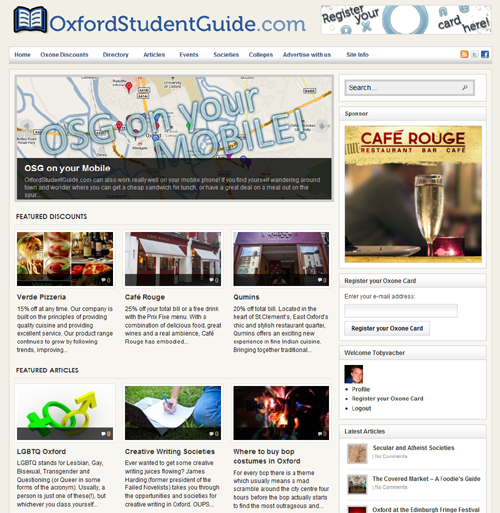 OxfordStudentGuide.com
Register your card here!
Home Oxone Discounts Directory Articles Events Societies Colleges Advertise with us Site Info
OSG on your MOBILE!
OSG on your Mobile
OxfordStudentGuide.com can also work really well on your mobile phone! If you find yourself wandering around
town and wonder where you can get a cheap sandwich for lunch, or have a great deal on a meal out on the
spur...
FEATURED DISCOUNTS
0
0
0
Verde Pizzeria
15% off at any time. Our company is
built on the principles of providing
quality cuisine and providing
excellent service. Our product range
continues to grow by following
trends, improving...
Café Rouge
25% off your total bill or a free drink
with the Prix Fixe menu. With a
combination of delicious food, great
wines and a real ambience, Café
Rouge has embodied...
Qumins
20% off total bill. Located in the
heart of St.Clement's, East Oxford's
chic and stylish restaurant quarter,
Qumins offers an exciting new
experience in fine Indian cuisine.
Bringing together traditional...
FEATURED ARTICLES
0
0
0
LGBTQ Oxford
LGBTQ stands for Lesbian, Gay,
Bisexual, Transgender and
Questioning (or Queer in some
forms of the acronym). Usually, a
person is just one of these(!), but
whichever you class yourself...
Creative Writing Societies
Ever wanted to get some creative
writing juices flowing? James
Harding (former president of the
Failed Novelists) takes you through
the opportunities and societies for
creative writing in Oxford. OUPS...
Where to buy bop
costumes in Oxford
For every bop there is a theme
which usually means a mad
scramble around the city centre four
hours before the bop actually starts
to find the most outrageous and...
Search...
Sponsor
CAFÉ ROUGE
RESTAURANT BAR CAFÉ
Register your Oxone Card
Enter your e-mail address:
Register your Oxone Card
Welcome Tobyvacher
Profile
Register your Oxone Card
Logout
Latest Articles
Secular and Atheist Societies
| No Comments
The Covered Market – A Foodie's Guide
| No Comments
Oxford at the Edinburgh Fringe Festival